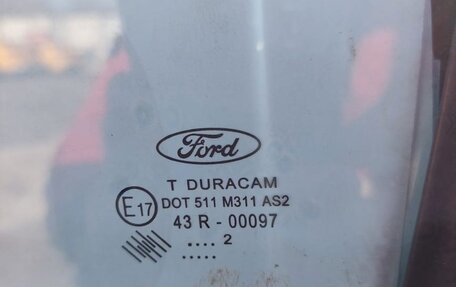 Ford
T DURACAM
E17 DOT 511 M311 AS2
43 R - 00097
.... 2
.....